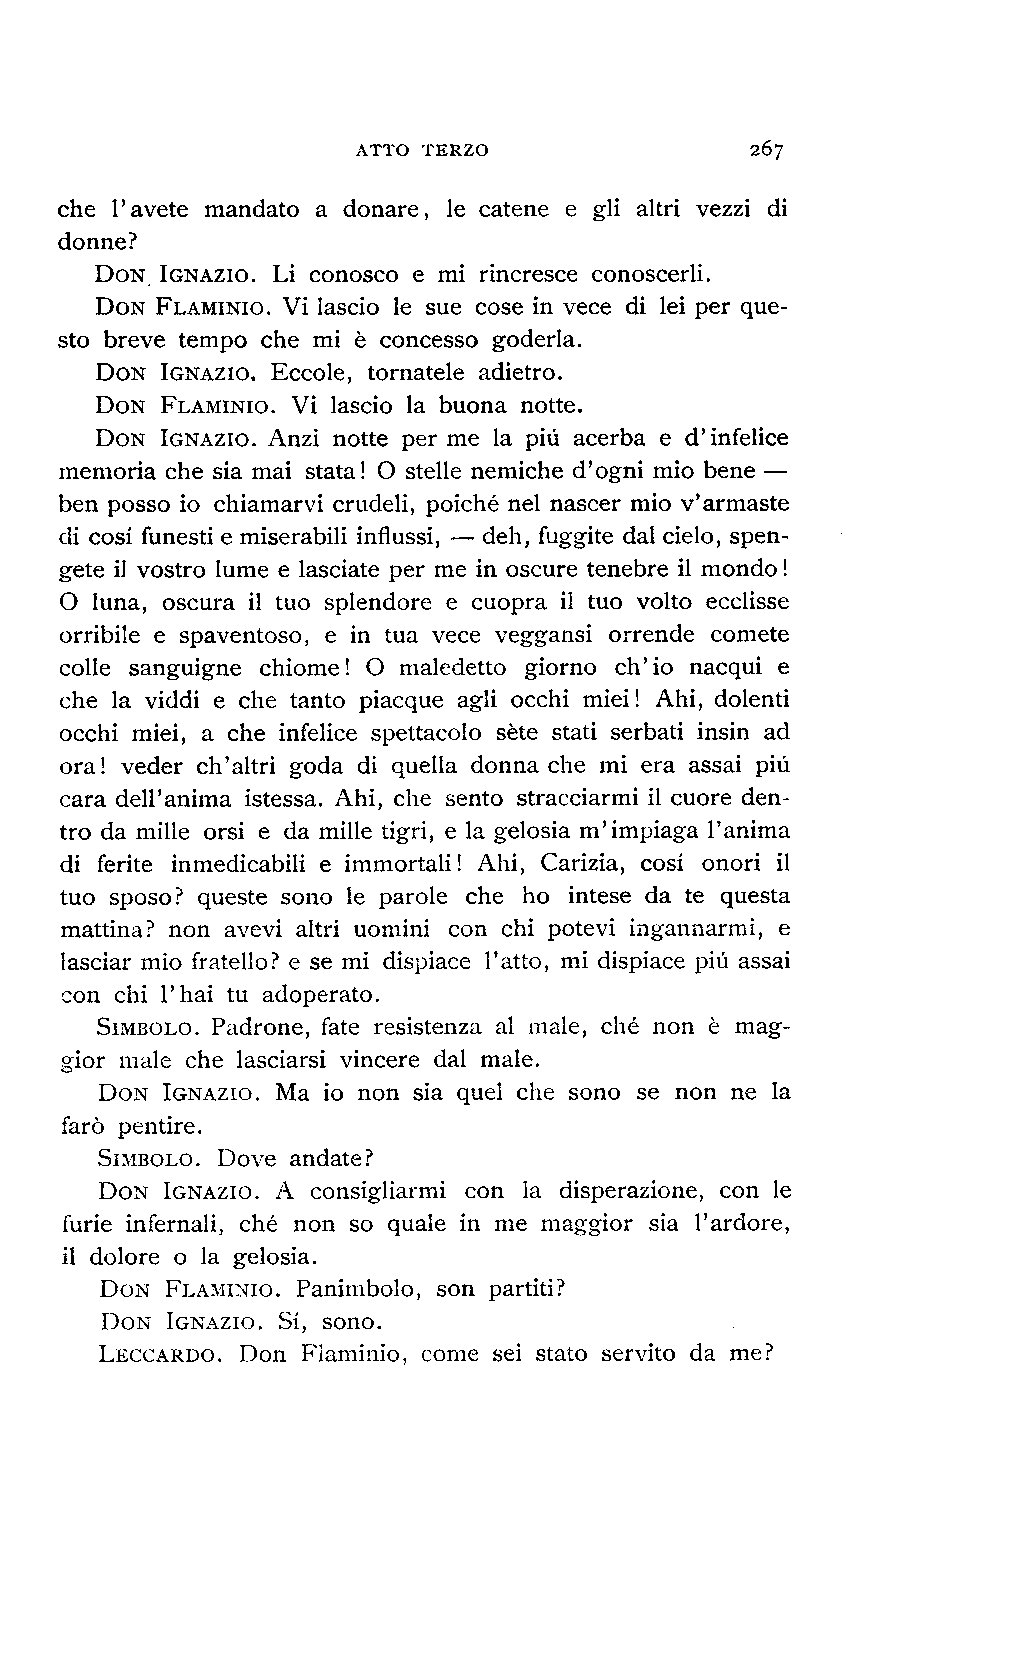 ATTO TERZO 267
che l'avete mandato a donare, le catene e gli altri vezzi di
donne?
DON IGNAZIO. Li conosco e mi rincresce conoscerli.
DON FLAMINIO. Vi lascio le sue cose in vece di lei per que-
sto breve tempo che mi è concesso goderla.
DON IGNAZIO. Eccole, tornatele adietro.
DON FLAMINIO. Vi lascio la buona notte.
DON IGNAZIO. Anzi notte per me la piú acerba e d'infelice
memoria che sia mai stata! O stelle nemiche d'ogni mio bene —
ben posso io chiamarvi crudeli, poiché nel nascer mio v'armaste
di cosí funesti e miserabili influssi, — deh, fuggite dal cielo, spen-
gete il vostro lume e lasciate per me in oscure tenebre il mondo!
O luna, oscura il tuo splendore e cuopra il tuo volto ecclisse
orribile e spaventoso, e in tua vece veggansi orrende comete
colle sanguigne chiome! O maledetto giorno ch'io nacqui e
che la viddi e che tanto piacque agli occhi miei! Ahi, dolenti
occhi miei, a che infelice spettacolo sète stati serbati insin ad
ora! veder ch'altri goda di quella donna che mi era assai piú
cara dell'anima istessa. Ahi, che sento stracciarmi il cuore den-
tro da mille orsi e da mille tigri, e la gelosia m'impiaga l'anima
di ferite inmedicabili e immortali! Ahi, Carizia, cosí onori il
tuo sposo? queste sono le parole che ho intese da te questa
mattina? non avevi altri uomini con chi potevi ingannarmi, e
lasciar mio fratello? e se mi dispiace l'atto, mi dispiace piú assai
con chi l'hai tu adoperato.
SIMBOLO. Padrone, fate resistenza al male, ché non è mag-
gior male che lasciarsi vincere dal male.
DON IGNAZIO. Ma io non sia quel che sono se non ne la
farò pentire.
SIMBOLO. Dove andate?
DON IGNAZIO. A consigliarmi con la disperazione, con le
furie infernali, ché non so quale in me maggior sia l'ardore,
il dolore o la gelosia.
DON FLAMINIO. Panimbolo, son partiti?
DON IGNAZIO. Sí, sono.
LECCARDO. Don Flaminio, come sei stato servito da me?